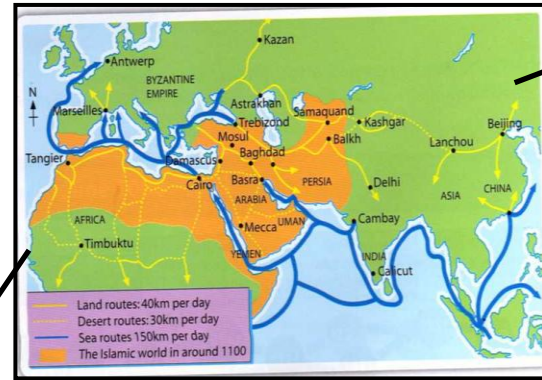 Kazan
Antwerp
BYZANTINE
EMPIRE
N
Marseilles
Astrakhan
Trebizond
Samaquand
Kashgar
Beijing
Mosul
Balkh
Lanchou
Tangier
Damascus
Baghdad
Cairo
Basra
PERSIA
Delhi
ASIA
CHINA
ARABIA
AFRICA
Mecca
UMAN
Cambay
Timbuktu
YEMEN
INDIA
Calicut
Land routes: 40km per day
Desert routes: 30km per day
Sea routes 150km per day
The Islamic world in around 1100